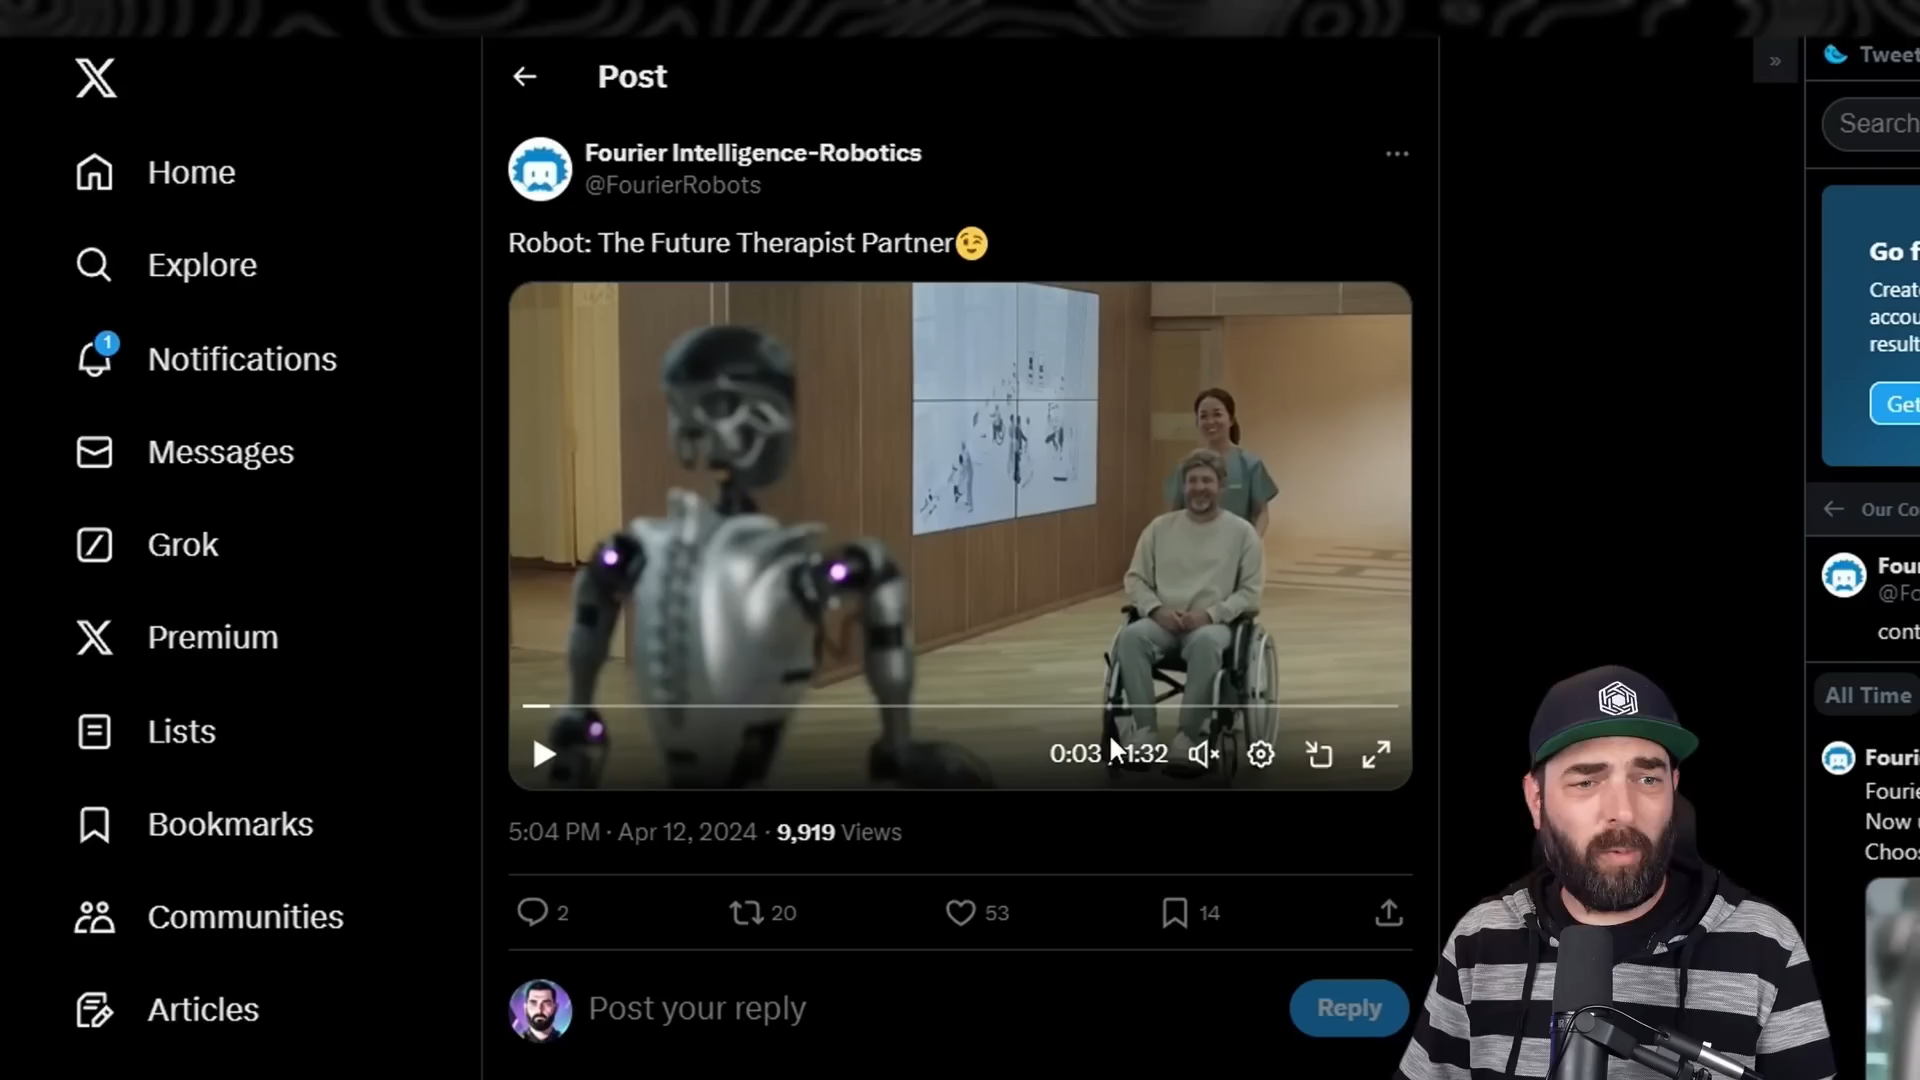 Home
Explore
1
Notifications
Messages
Grok
Premium
Lists
Bookmarks
Communities
Articles
Post
Fourier Intelligence-Robotics
@FourierRobots
Robot: The Future Therapist Partner😉
0:03 / 1:32
5:04 PM · Apr 12, 2024 · 9,919 Views
2
20
53
14
Post your reply
Reply
»
Tweet
Search
Go f
Create
accou
result
Get
Our Co
Four
@Fo
cont
All Time
Fourie
Fourie
Now u
Choos